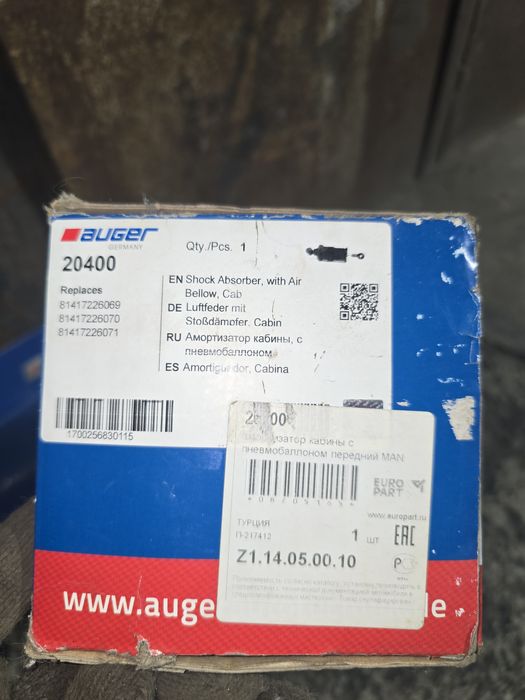 AUGER
GERMANY
Qty./Pcs. 1
20400
Replaces
81417226069
81417226070
81417226071
EN Shock Absorber, with Air
Bellow, Cab
DE Luftfeder mit
Stoßdämpfer, Cabin
RU Амортизатор кабины, с
пневмобаллоном
ES Amortiguador, Cabina
1700256830115
кабины с
пневмобаллоном передний MAN
EURO
PART
www.europart.ru
ТУРЦИЯ
П-217412
1 шт
EAC
Z1.14.05.00.10
www.auge
de